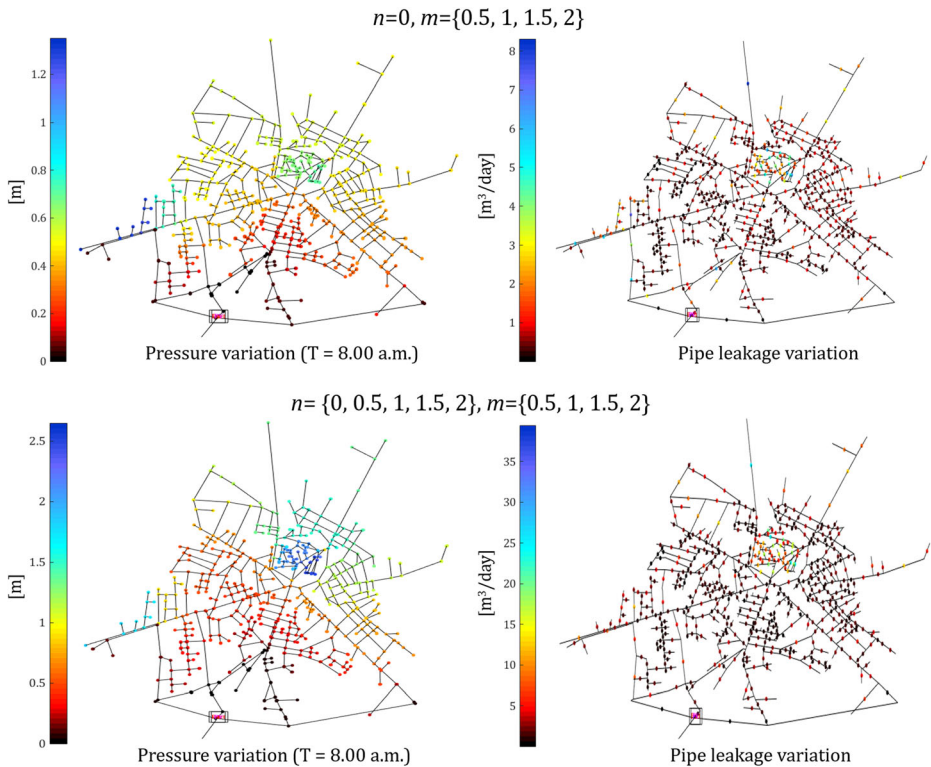 n=0, m={0.5, 1, 1.5, 2}
1.2
1
0.8
0.6
0.4
0.2
0
[m]
Pressure variation (T = 8.00 a.m.)
8
7
6
5
4
3
2
1
[m³/day]
Pipe leakage variation
n= {0, 0.5, 1, 1.5, 2}, m={0.5, 1, 1.5, 2}
2.5
2
1.5
1
0.5
0
[m]
Pressure variation (T = 8.00 a.m.)
35
30
25
20
15
10
5
[m³/day]
Pipe leakage variation